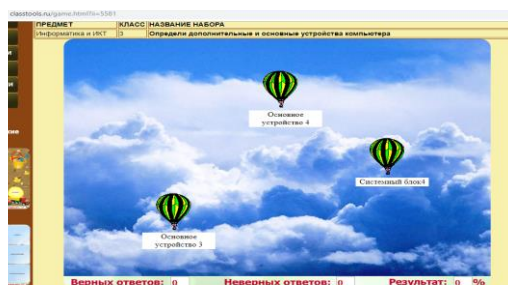 classtools.ru/game.html?n=5581
ПРЕДМЕТ КЛАСС НАЗВАНИЕ НАБОРА
Информатика и ИКТ 3 Определи дополнительные и основные устройства компьютера
Основное
устройство 4
Системный блок4
Основное
устройство 3
Верных ответов: 0 Неверных ответов: 0 Результат: 0 %